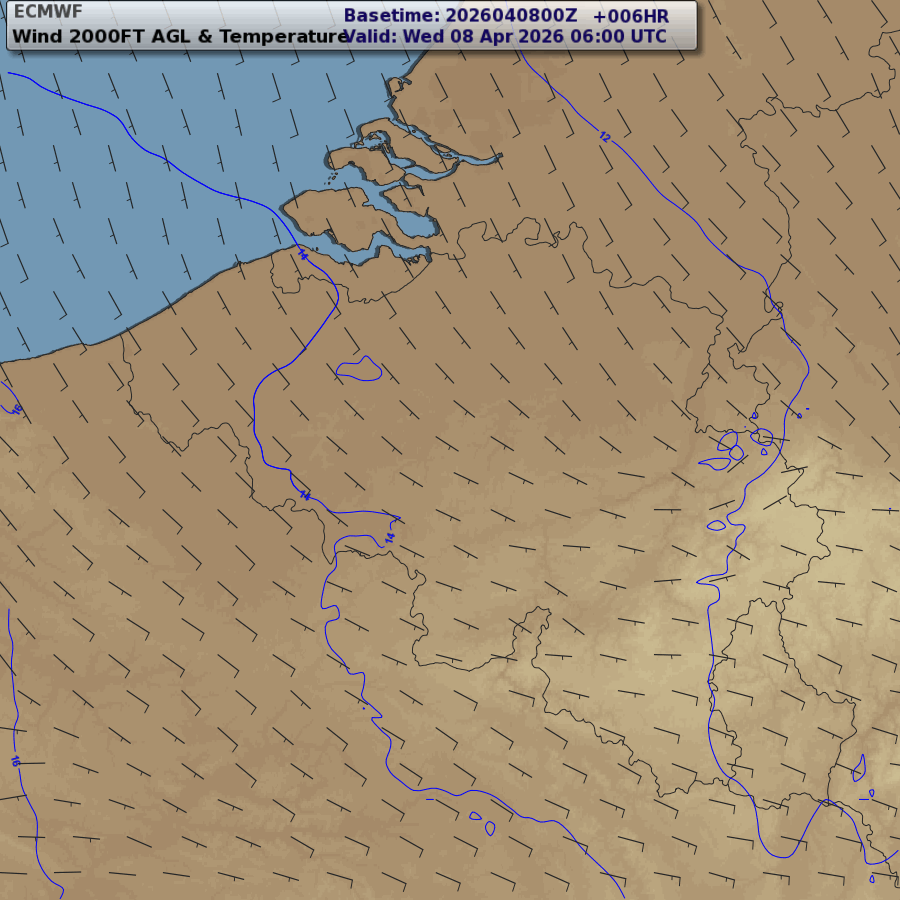 ECMWF
Basetime: 2026040800Z +006HR
Wind 2000FT AGL & Temperature
Valid: Wed 08 Apr 2026 06:00 UTC
12
14
16
14
14
16